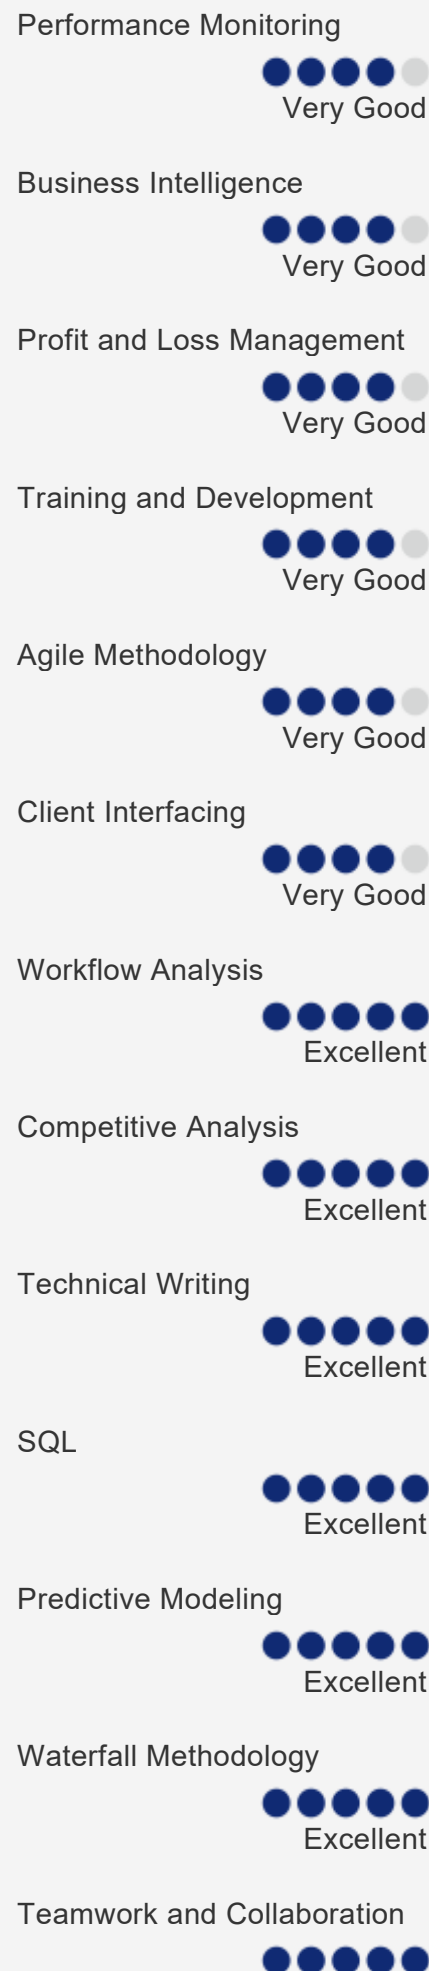 Performance Monitoring
Very Good
Business Intelligence
Very Good
Profit and Loss Management
Very Good
Training and Development
Very Good
Agile Methodology
Very Good
Client Interfacing
Very Good
Workflow Analysis
Excellent
Competitive Analysis
Excellent
Technical Writing
Excellent
SQL
Excellent
Predictive Modeling
Excellent
Waterfall Methodology
Excellent
Teamwork and Collaboration